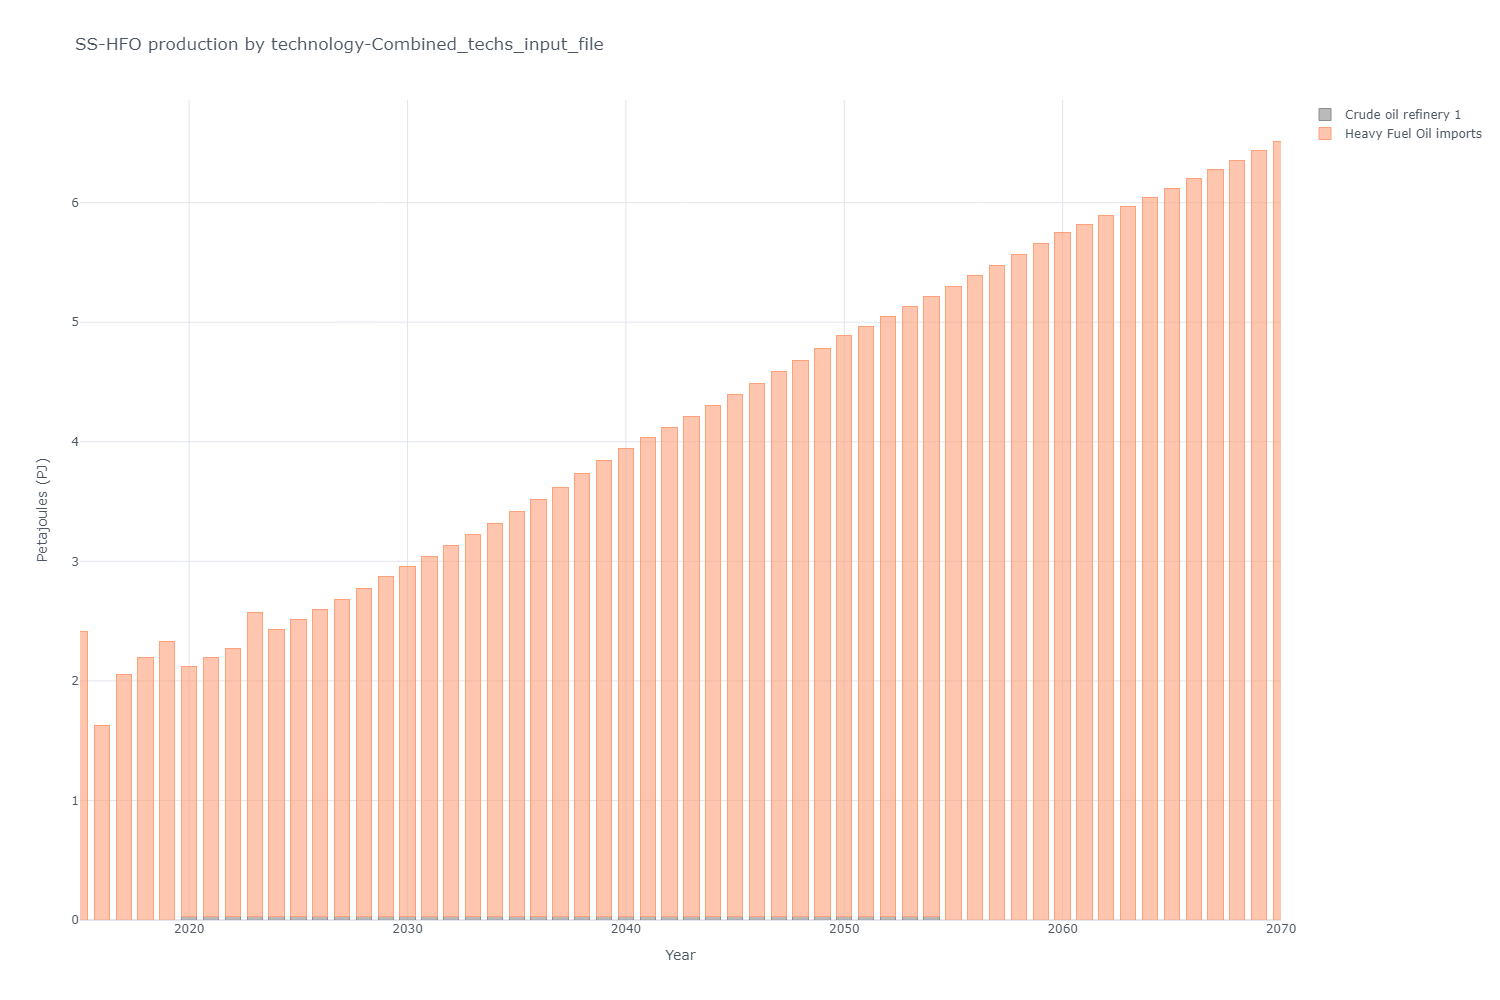 SS-HFO production by technology-Combined_techs_input_file
Crude oil refinery 1
Heavy Fuel Oil imports
6
5
4
3
2
1
0
Petajoules (PJ)
2020 2030 2040 2050 2060 2070
Year